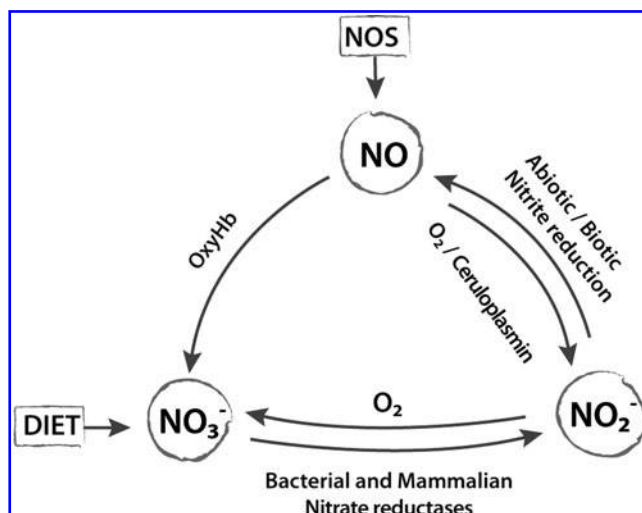 NOS
NO
OxyHb
O₂ / Ceruloplasmin
Abiotic / Biotic
Nitrite reduction
DIET
NO₃⁻
O₂
NO₂⁻
Bacterial and Mammalian
Nitrate reductases